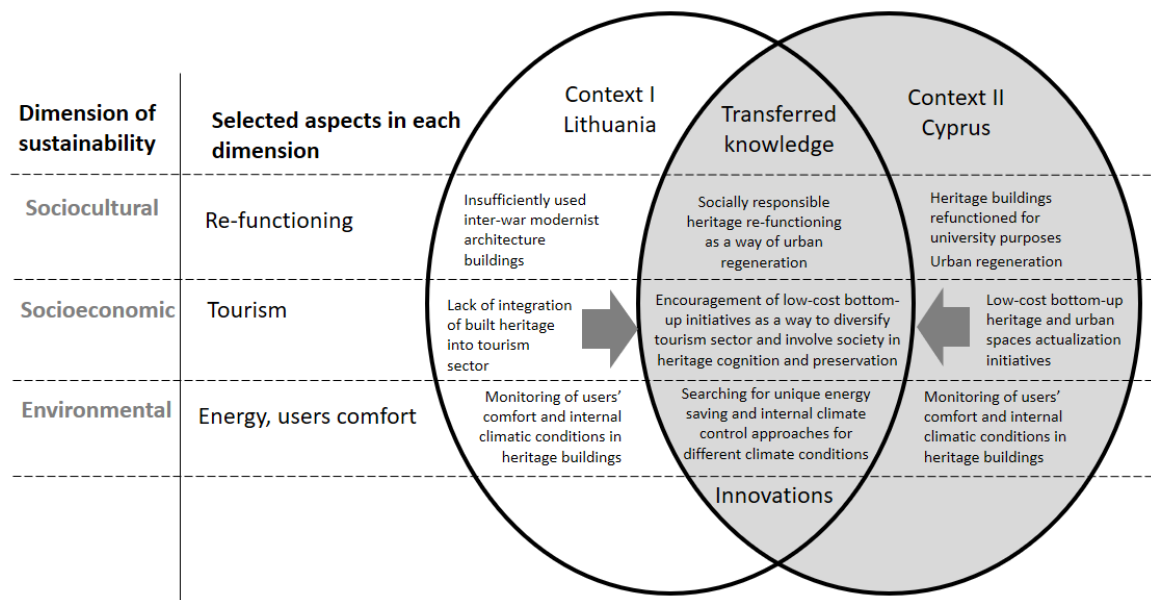 Dimension of
sustainability
Selected aspects in each
dimension
Context I
Lithuania
Transferred
knowledge
Context II
Cyprus
Sociocultural
Re-functioning
Insufficiently used
inter-war modernist
architecture
buildings
Socially responsible
heritage re-functioning
as a way of urban
regeneration
Heritage buildings
refunctioned for
university purposes
Urban regeneration
Socioeconomic
Tourism
Lack of integration
of built heritage
into tourism
sector
Encouragement of low-cost bottom-
up initiatives as a way to diversify
tourism sector and involve society in
heritage cognition and preservation
Low-cost bottom-up
heritage and urban
spaces actualization
initiatives
Environmental
Energy, users comfort
Monitoring of users'
comfort and internal
climatic conditions in
heritage buildings
Searching for unique energy
saving and internal climate
control approaches for
different climate conditions
Monitoring of users'
comfort and internal
climatic conditions in
heritage buildings
Innovations